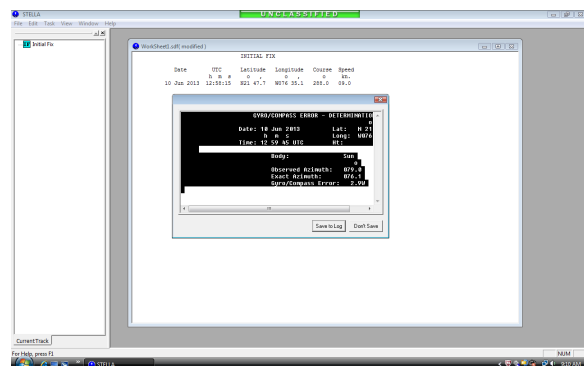 STELLA
UNCLASSIFIED
File Edit Task View Window Help
Initial Fix
WorkSheet1.sdf( modified )
INITIAL FIX
Date UTC Latitude Longitude Course Speed
h m s o , o , o kn.
10 Jun 2013 12:58:15 N21 47.7 W076 35.1 288.0 09.0
GYRO/COMPASS ERROR - DETERMINATIO
Date: 10 Jun 2013 Lat: N 21
h m s Long: W076
Time: 12 59 45 UTC Ht:
Body: Sun
o
Observed Azimuth: 079.0
Exact Azimuth: 076.1
Gyro/Compass Error: 2.9W
Save to Log Don't Save
Current Track
For Help, press F1
NUM
STELLA
9:10 AM